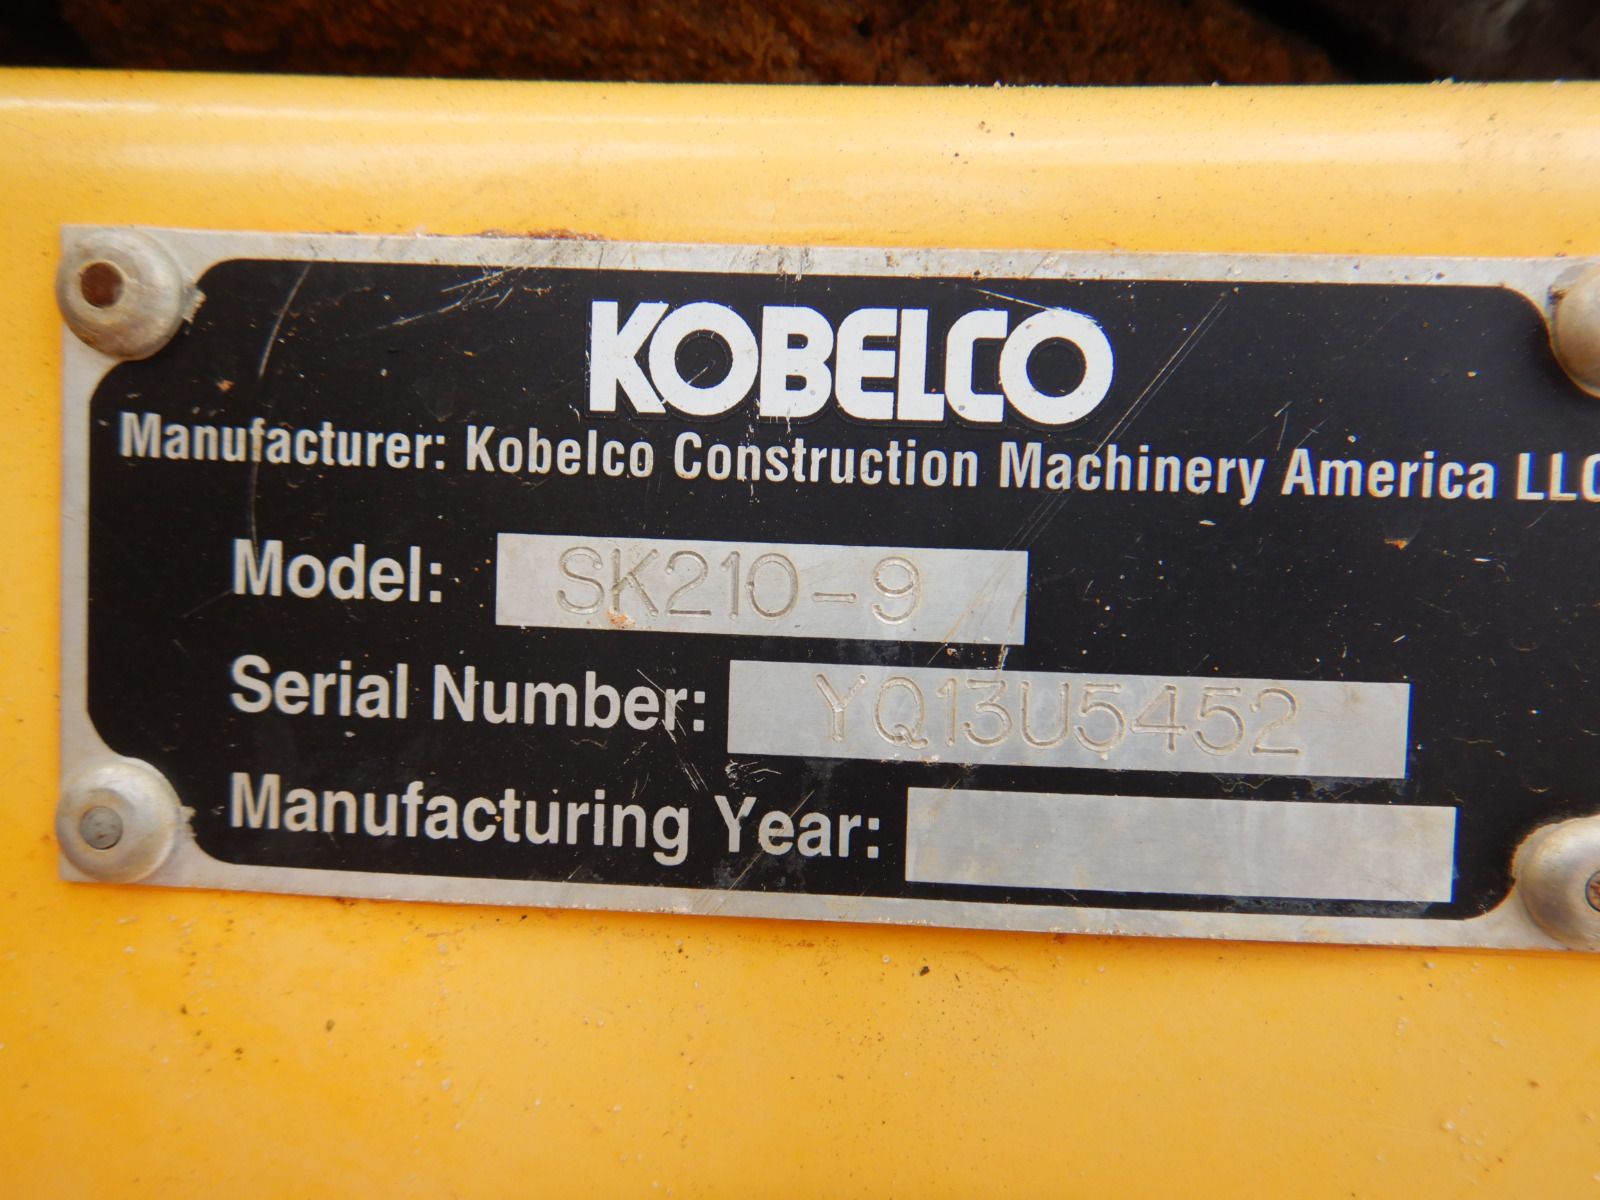 KOBELCO
Manufacturer: Kobelco Construction Machinery America LLC
Model: SK210-9
Serial Number: YQ13U5452
Manufacturing Year: